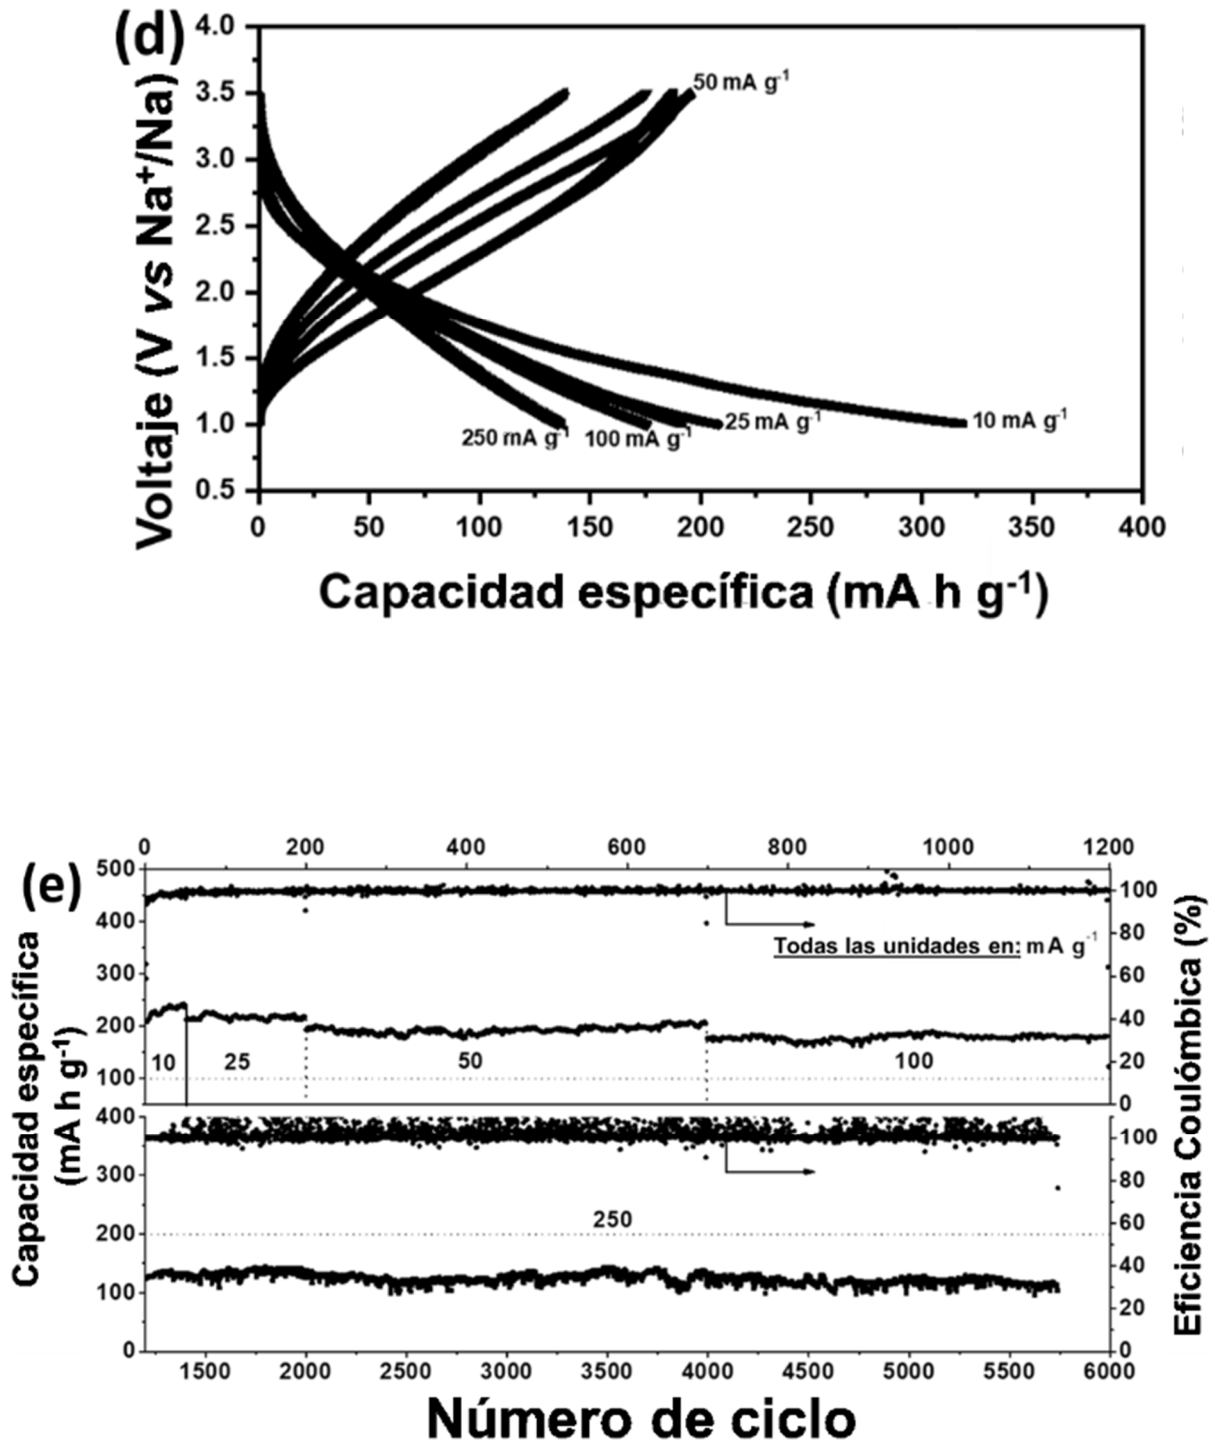 (d)
4.0
3.5
3.0
2.5
2.0
1.5
1.0
0.5
Voltaje (V vs Na⁺/Na)
50 mA g⁻¹
250 mA g⁻¹
100 mA g⁻¹
25 mA g⁻¹
10 mA g⁻¹
0 50 100 150 200 250 300 350 400
Capacidad específica (mA h g⁻¹)
(e)
0 200 400 600 800 1000 1200
500
400
300
200
100
Capacidad específica
(mA h g⁻¹)
Todas las unidades en: mA g⁻¹
10 25 50 100
100
80
60
40
20
0
Eficiencia Coulómbica (%)
400
300
200
100
0
250
100
80
60
40
20
0
1500 2000 2500 3000 3500 4000 4500 5000 5500 6000
Número de ciclo